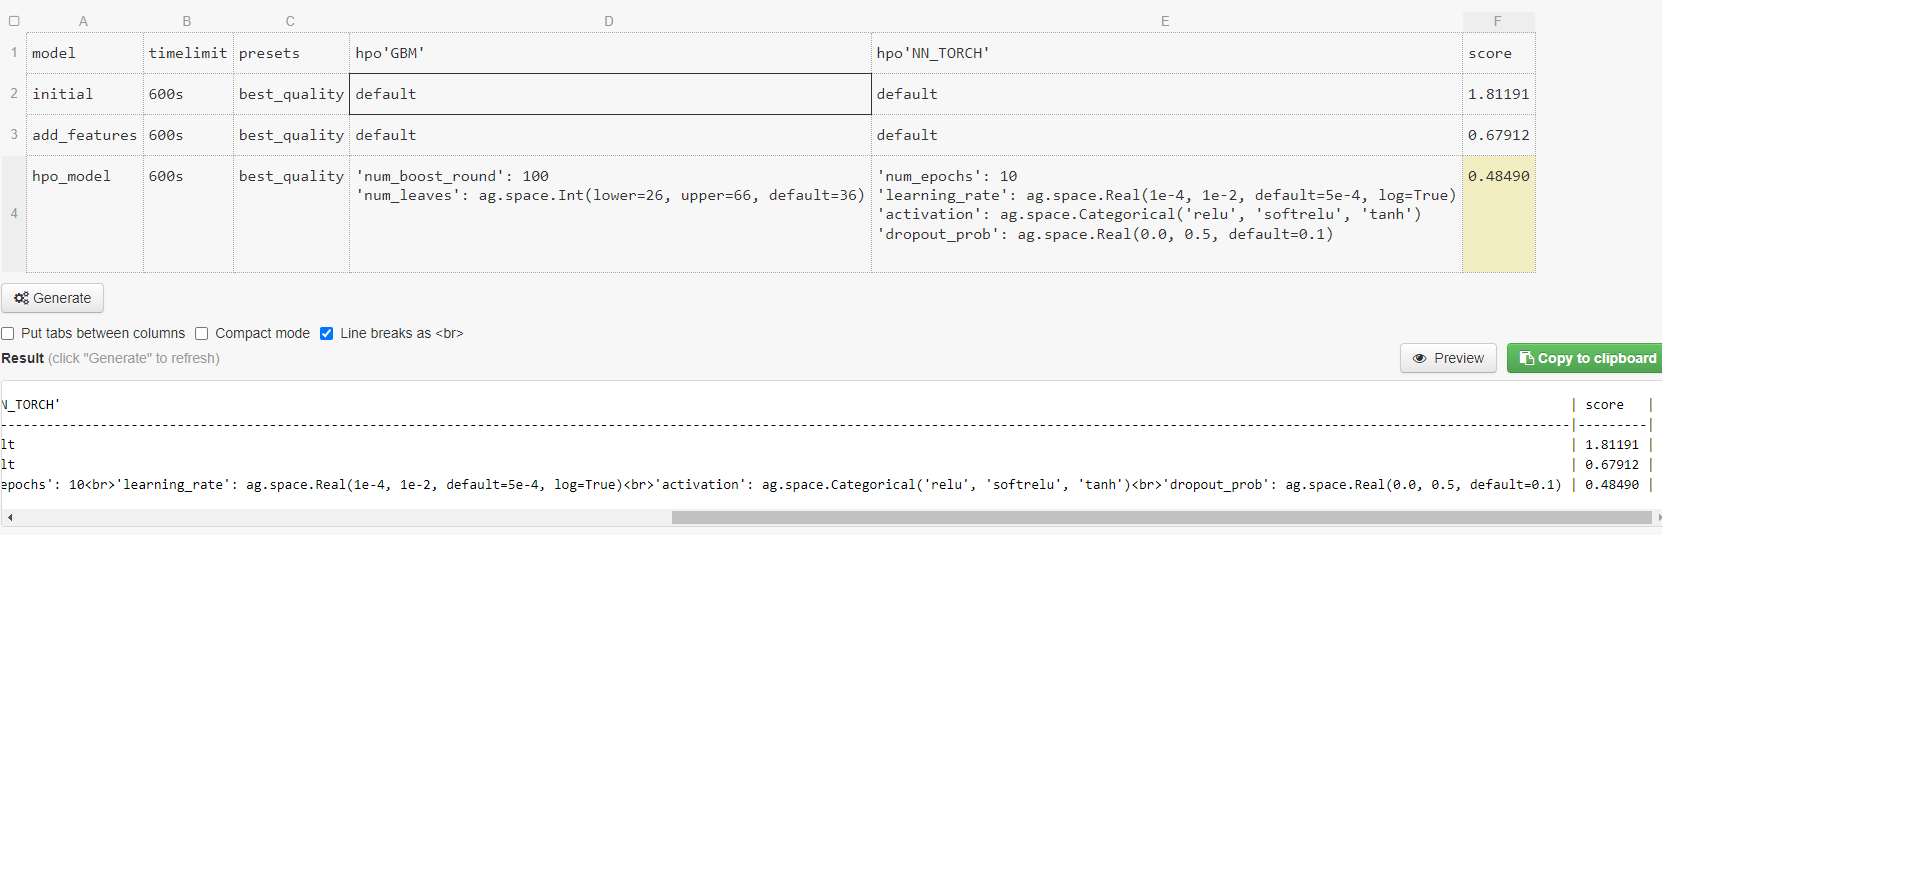 A B C D E F
1 model timelimit presets hpo'GBM' hpo'NN_TORCH' score
2 initial 600s best_quality default default 1.81191
3 add_features 600s best_quality default default 0.67912
hpo_model 600s best_quality 'num_boost_round': 100 'num_epochs': 10 0.48490
'num_leaves': ag.space.Int(lower=26, upper=66, default=36) 'learning_rate': ag.space.Real(1e-4, 1e-2, default=5e-4, log=True)
4 'activation': ag.space.Categorical('relu', 'softrelu', 'tanh')
'dropout_prob': ag.space.Real(0.0, 0.5, default=0.1)
Generate
Put tabs between columns Compact mode Line breaks as <br>
Result (click "Generate" to refresh) Preview Copy to clipboard
N_TORCH' | score |
lt | 1.81191 |
lt | 0.67912 |
epochs': 10<br>'learning_rate': ag.space.Real(1e-4, 1e-2, default=5e-4, log=True)<br>'activation': ag.space.Categorical('relu', 'softrelu', 'tanh')<br>'dropout_prob': ag.space.Real(0.0, 0.5, default=0.1) | 0.48490 |